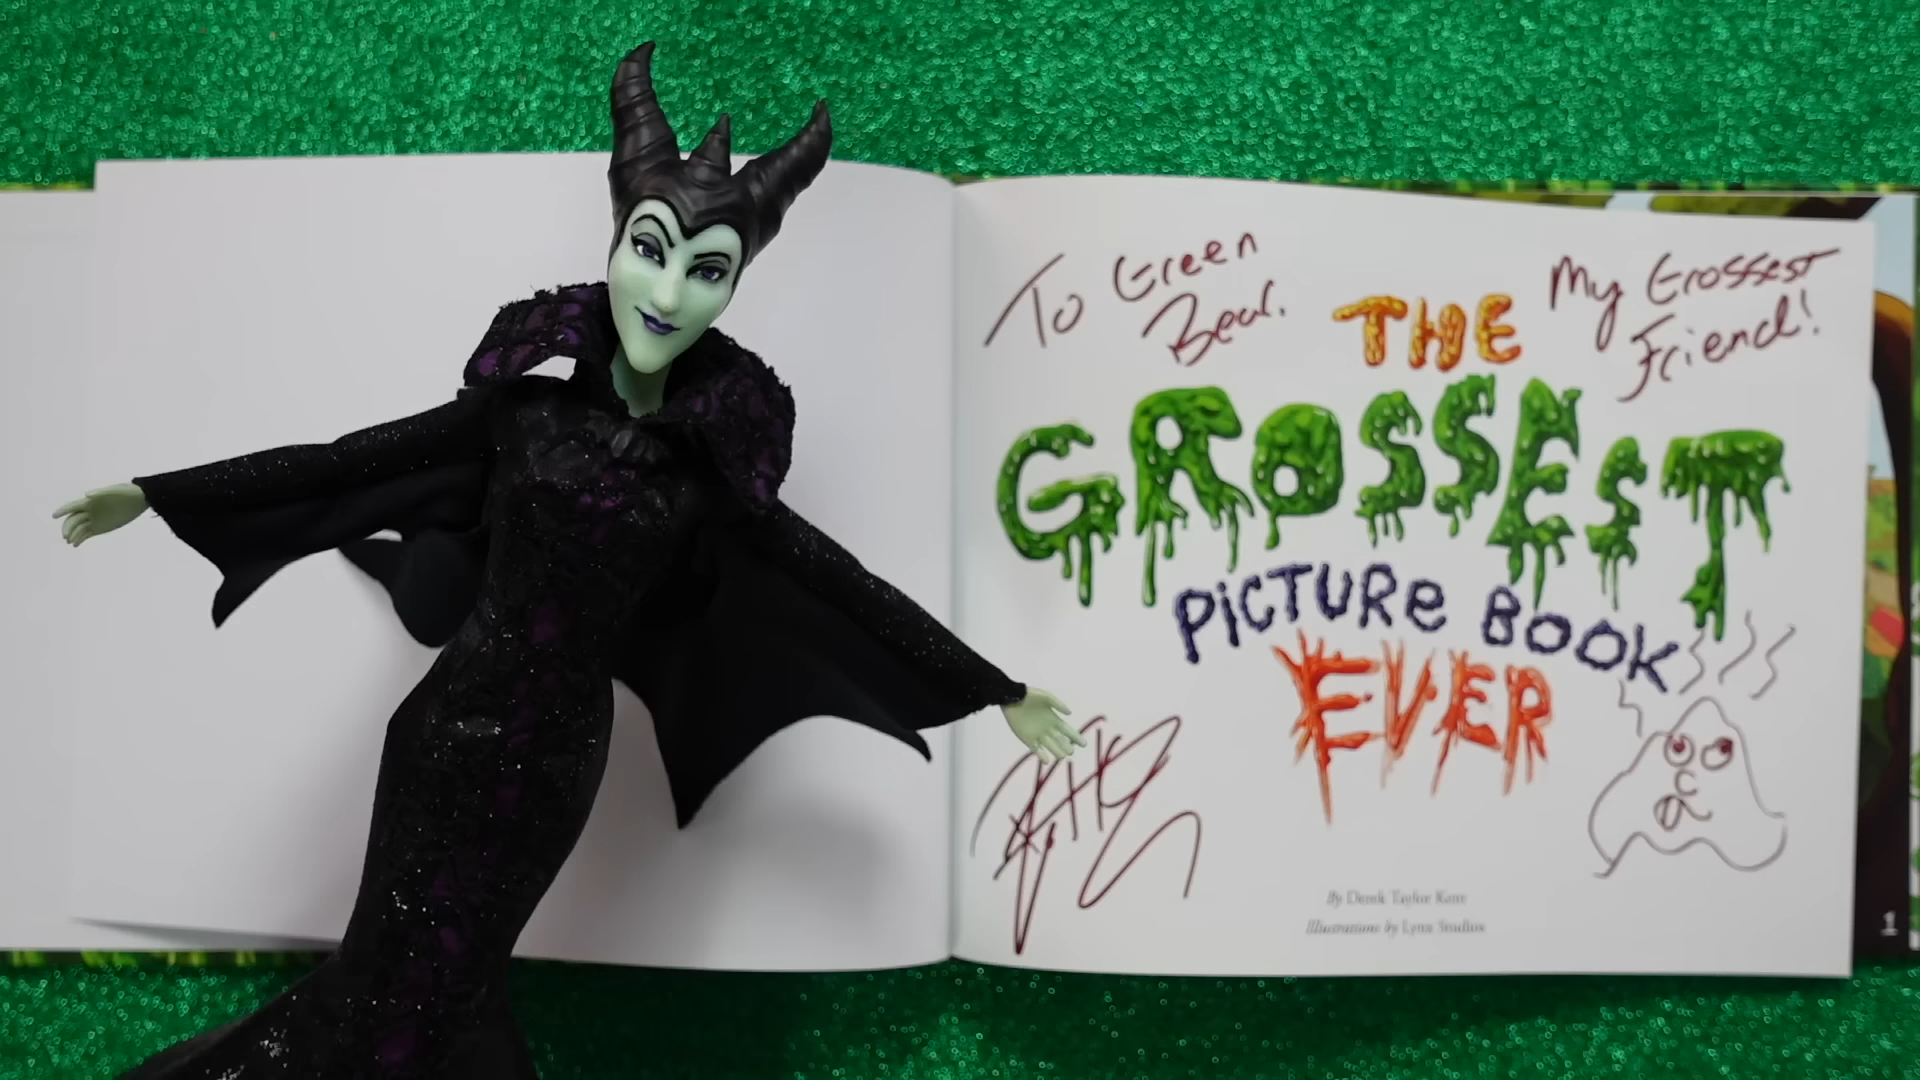 To Green
Bear.
My Grossest
Friend!
THE
GROSSEST
PICTURE BOOK
EVER
By Derek Taylor Kent
Illustrations by Lynx Studios
1